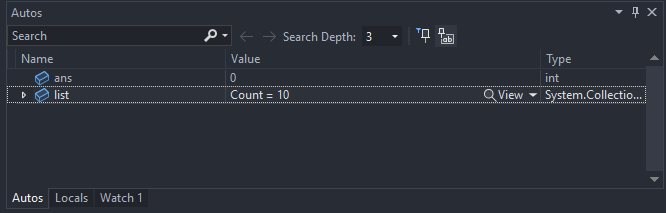 Autos
Search Search Depth: 3
Name Value Type
ans 0 int
list Count = 10 View System.Collectio...
Autos Locals Watch 1